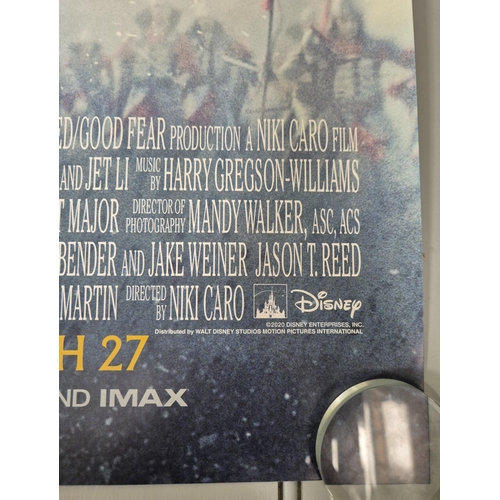 ED/GOOD FEAR PRODUCTION A NIKI CARO FILM
AND JET LI MUSIC BY HARRY GREGSON-WILLIAMS
T MAJOR DIRECTOR OF PHOTOGRAPHY MANDY WALKER, ASC, ACS
BENDER AND JAKE WEINER JASON T. REED
MARTIN DIRECTED BY NIKI CARO DISNEY
©2020 DISNEY ENTERPRISES, INC.
Distributed by WALT DISNEY STUDIOS MOTION PICTURES INTERNATIONAL
H 27
ND IMAX